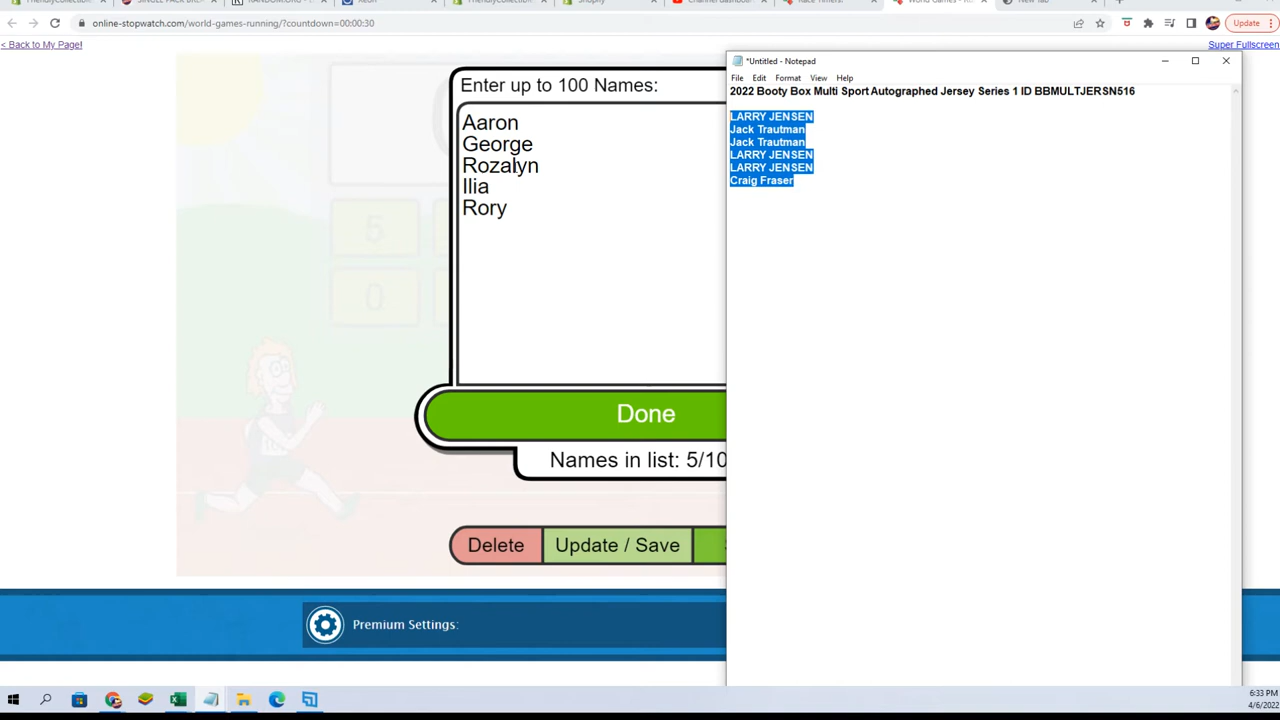 online-stopwatch.com/world-games-running/?countdown=00:00:30
Update
< Back to My Page!
Super Fullscreen
Enter up to 100 Names:
Aaron
George
Rozalyn
Ilia
Rory
Done
Names in list: 5/10
Delete
Update / Save
Premium Settings:
*Untitled - Notepad
File Edit Format View Help
2022 Booty Box Multi Sport Autographed Jersey Series 1 ID BBMULTJERSN516
LARRY JENSEN
Jack Trautman
Jack Trautman
LARRY JENSEN
LARRY JENSEN
Craig Fraser
5
0
6:33 PM
4/6/2022